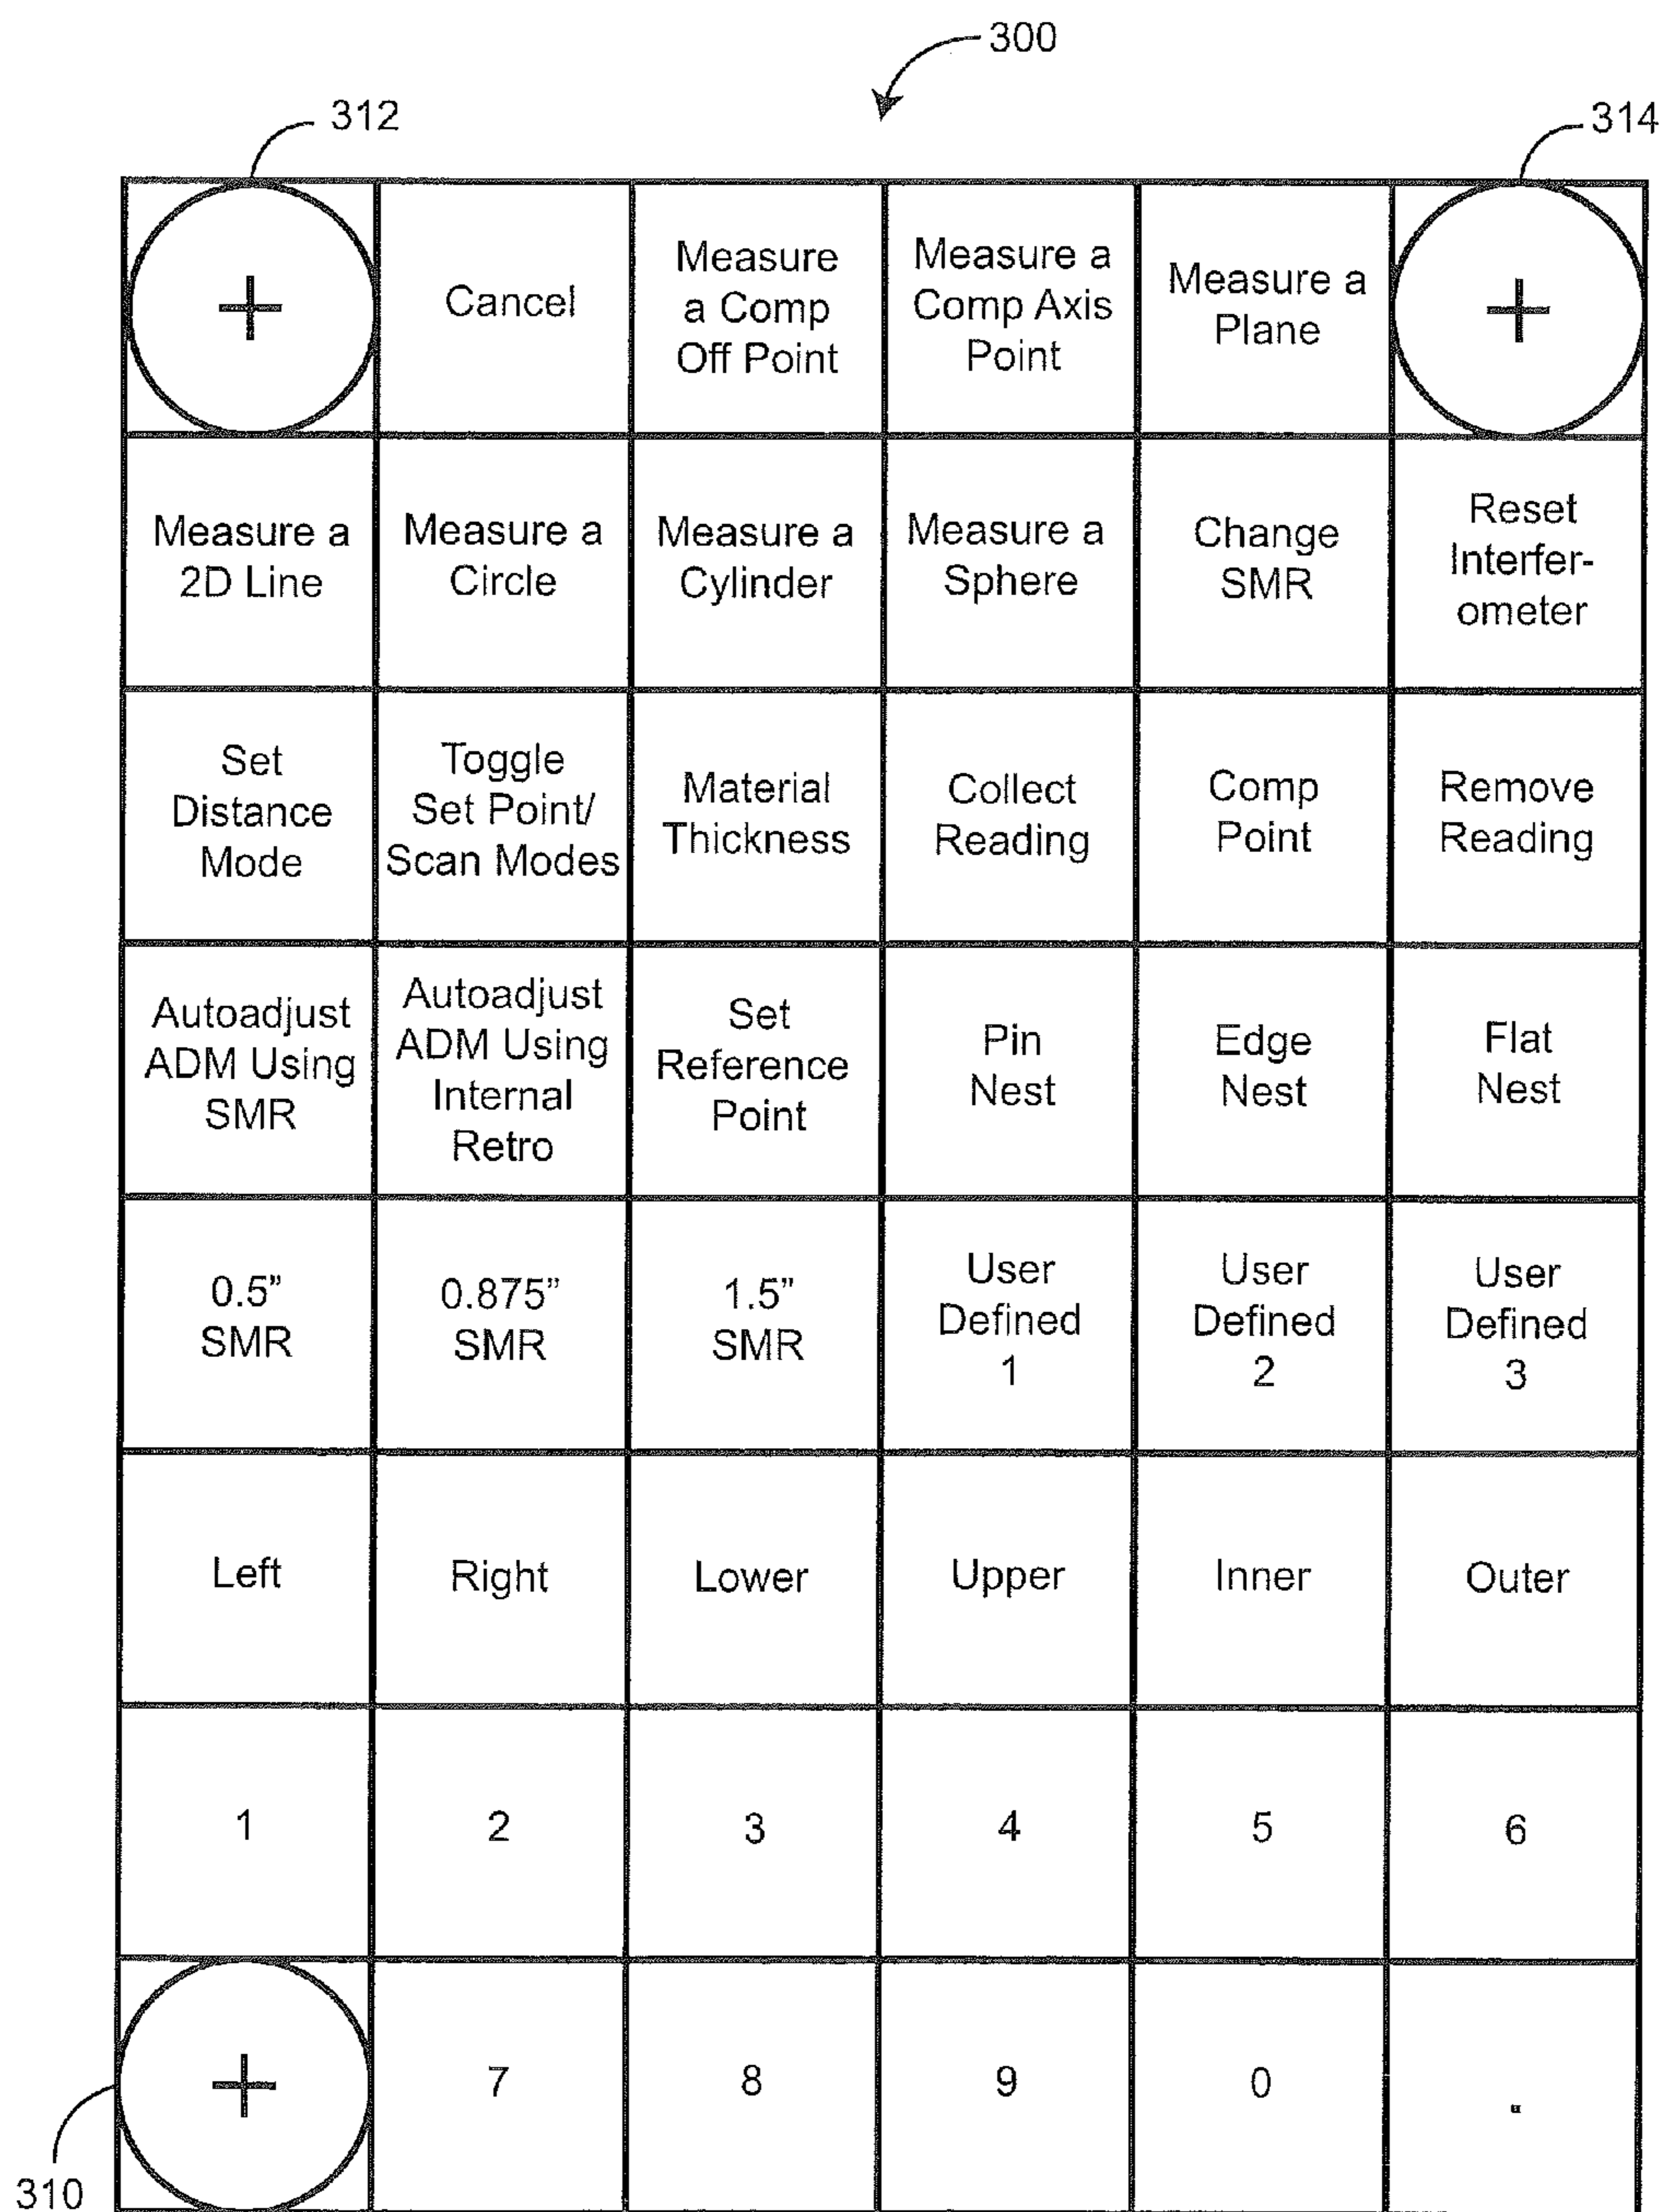 300
312
314
+
Cancel
Measure
a Comp
Off Point
Measure a
Comp Axis
Point
Measure a
Plane
+
Measure a
2D Line
Measure a
Circle
Measure a
Cylinder
Measure a
Sphere
Change
SMR
Reset
Interfer-
ometer
Set
Distance
Mode
Toggle
Set Point/
Scan Modes
Material
Thickness
Collect
Reading
Comp
Point
Remove
Reading
Autoadjust
ADM Using
SMR
Autoadjust
ADM Using
Internal
Retro
Set
Reference
Point
Pin
Nest
Edge
Nest
Flat
Nest
0.5”
SMR
0.875”
SMR
1.5”
SMR
User
Defined
1
User
Defined
2
User
Defined
3
Left
Right
Lower
Upper
Inner
Outer
1
2
3
4
5
6
+
7
8
9
0
.
310